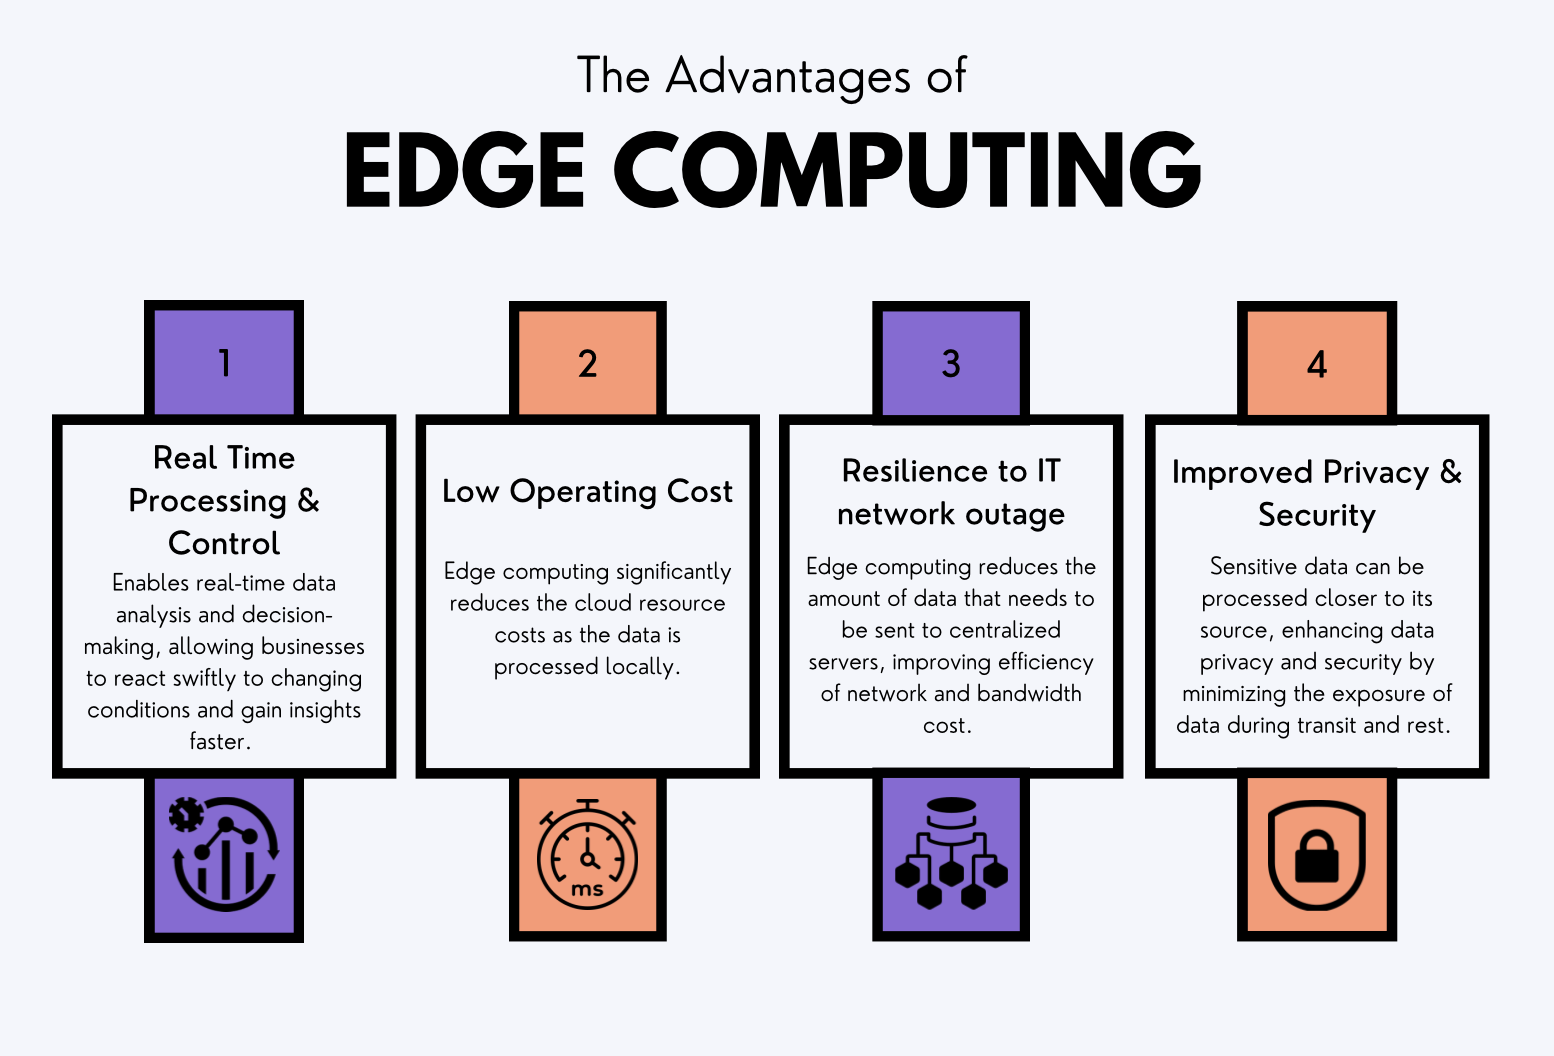 The Advantages of
EDGE COMPUTING
1
Real Time
Processing &
Control
Enables real-time data
analysis and decision-
making, allowing businesses
to react swiftly to changing
conditions and gain insights
faster.
2
Low Operating Cost
Edge computing significantly
reduces the cloud resource
costs as the data is
processed locally.
ms
3
Resilience to IT
network outage
Edge computing reduces the
amount of data that needs to
be sent to centralized
servers, improving efficiency
of network and bandwidth
cost.
4
Improved Privacy &
Security
Sensitive data can be
processed closer to its
source, enhancing data
privacy and security by
minimizing the exposure of
data during transit and rest.